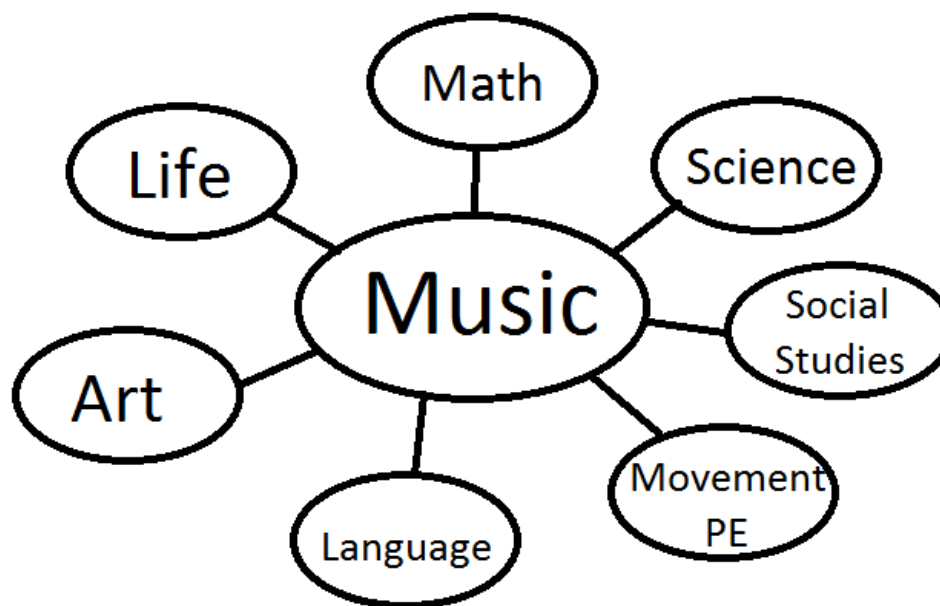 Math
Life
Science
Music
Social
Studies
Art
Movement
PE
Language